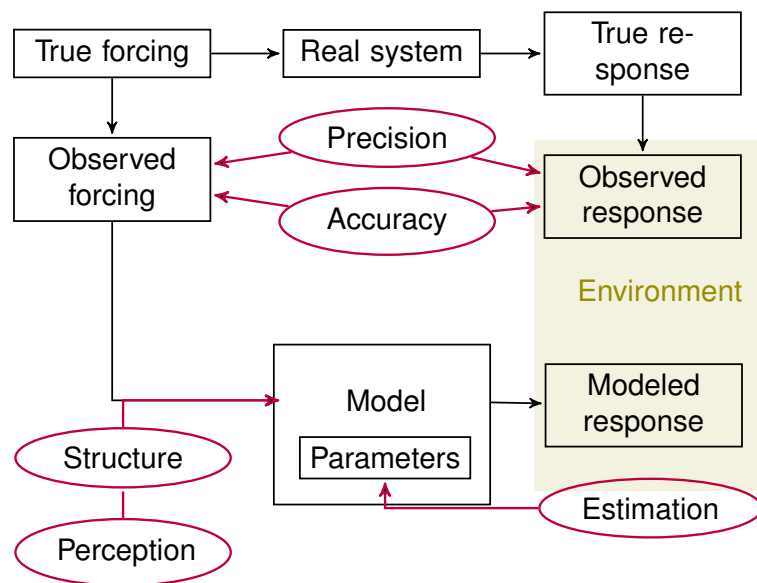 True forcing
Real system
True re-
sponse
Observed
forcing
Precision
Accuracy
Observed
response
Environment
Model
Parameters
Modeled
response
Structure
Perception
Estimation